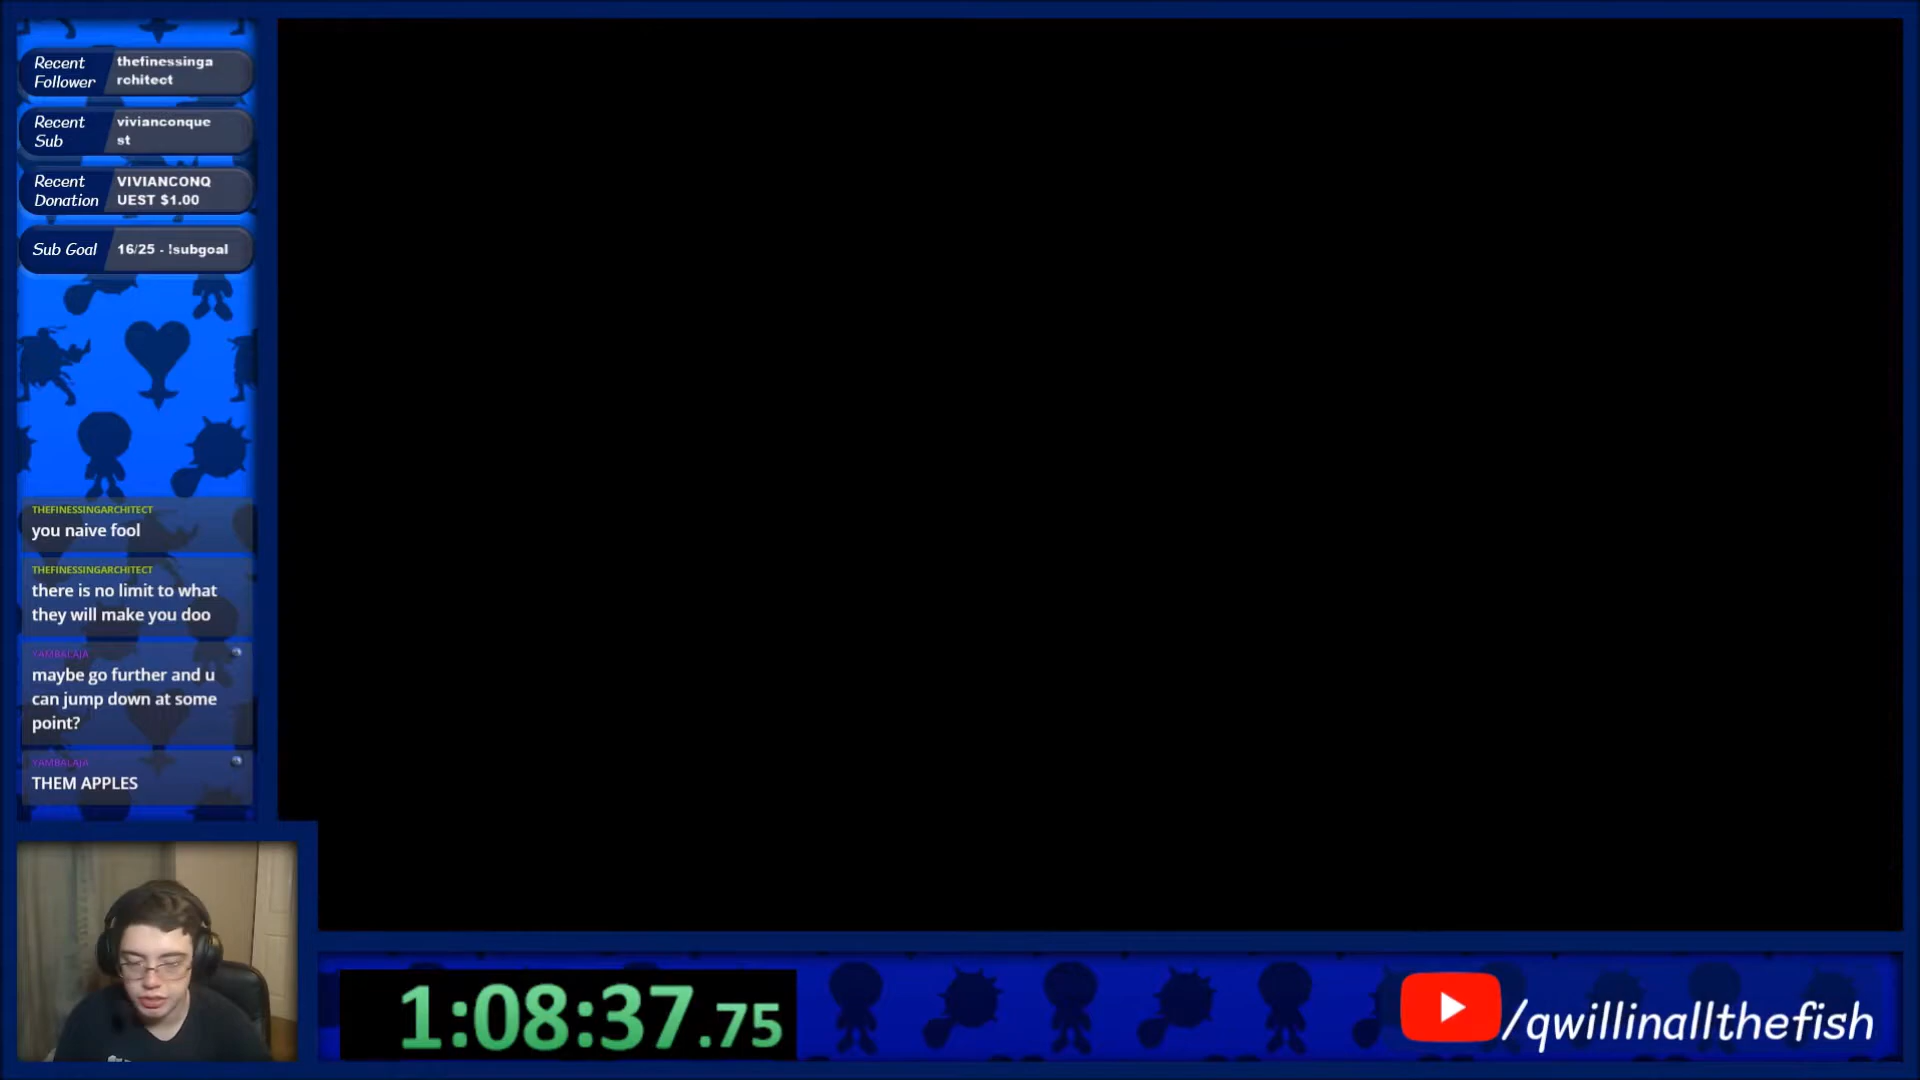 Recent
Follower
thefinessinga
rchitect
Recent
Sub
vivianconque
st
Recent
Donation
VIVIANCONQ
UEST $1.00
Sub Goal
16/25 - !subgoal
THEFINESSINGARCHITECT
you naive fool
THEFINESSINGARCHITECT
there is no limit to what
they will make you doo
YAMBALAJA
maybe go further and u
can jump down at some
point?
YAMBALAJA
THEM APPLES
1:08:37.75
/qwillinallthefish